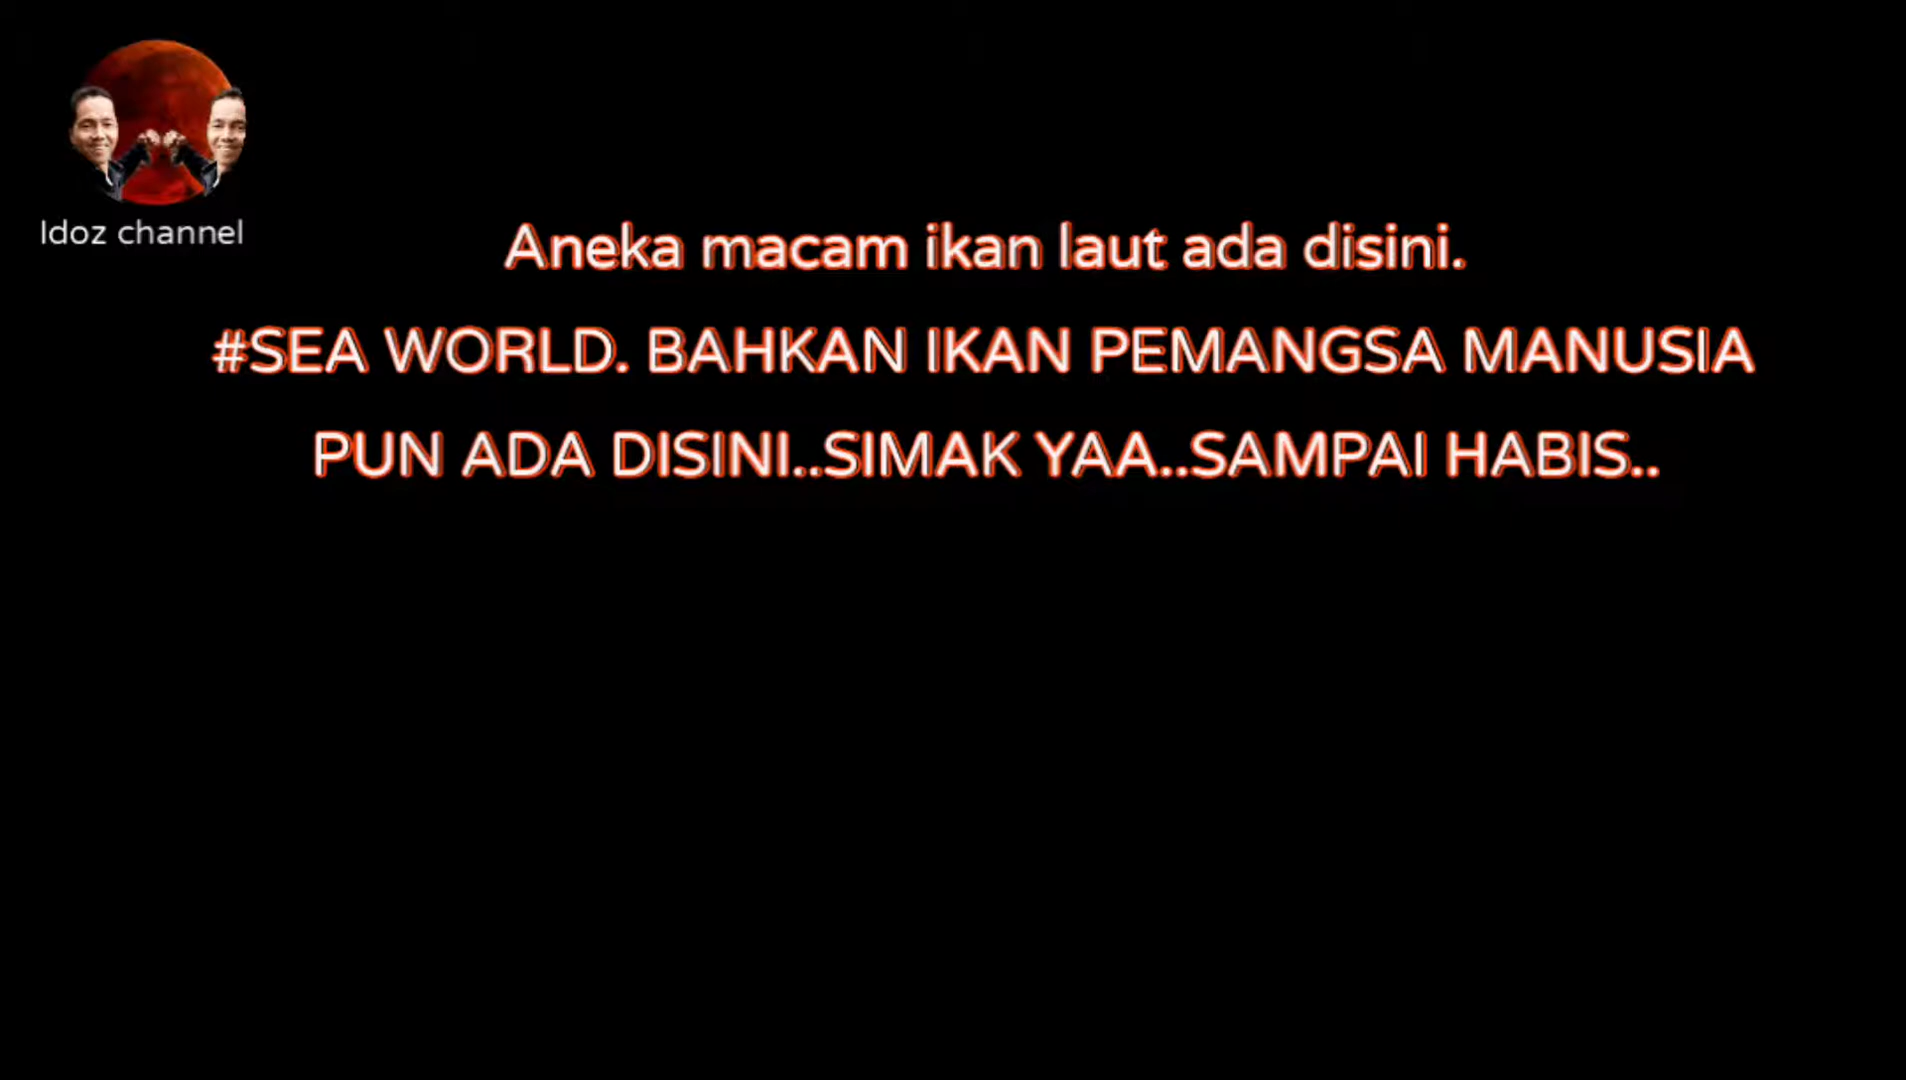 Idoz channel
Aneka macam ikan laut ada disini.
#SEA WORLD. BAHKAN IKAN PEMANGSA MANUSIA
PUN ADA DISINI..SIMAK YAA..SAMPAI HABIS..